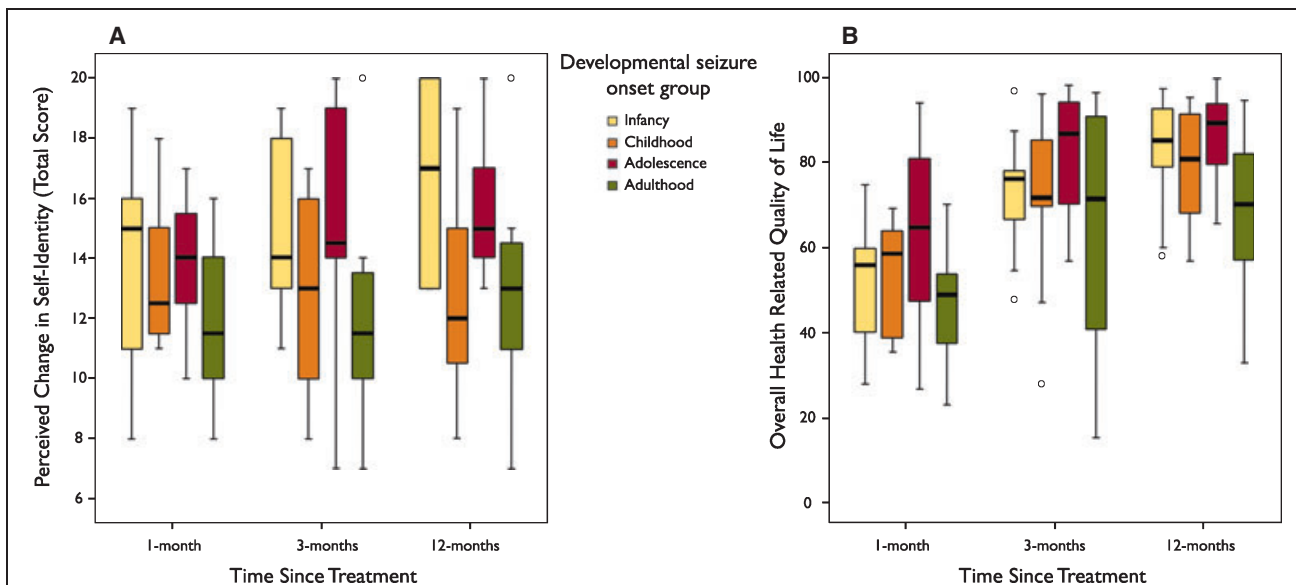 A
Perceived Change in Self-Identity (Total Score)
20
18
16
14
12
10
8
6
1-month
3-months
12-months
Time Since Treatment
Developmental seizure
onset group
Infancy
Childhood
Adolescence
Adulthood
B
Overall Health Related Quality of Life
100
80
60
40
20
0
1-month
3-months
12-months
Time Since Treatment